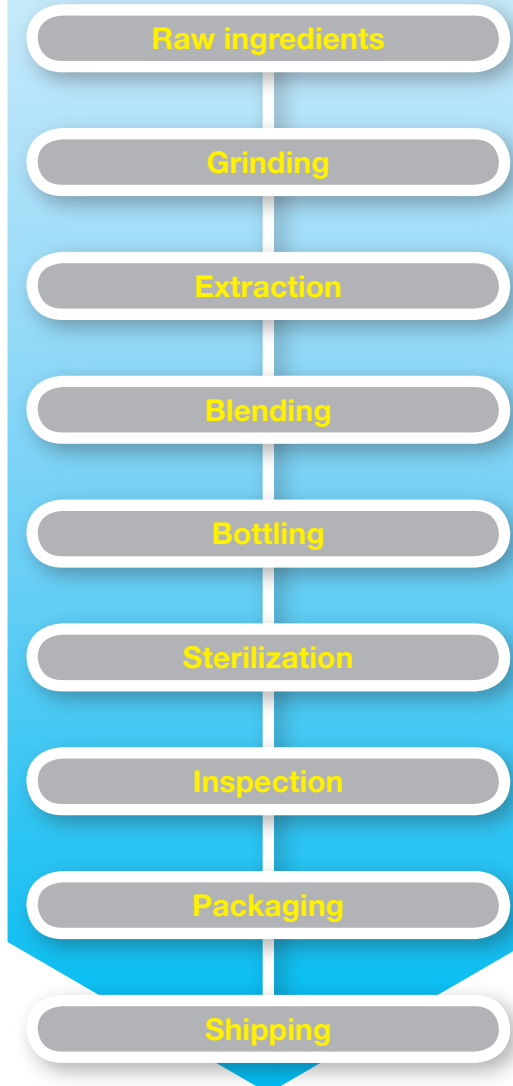 Raw ingredients
Grinding
Extraction
Blending
Bottling
Sterilization
Inspection
Packaging
Shipping